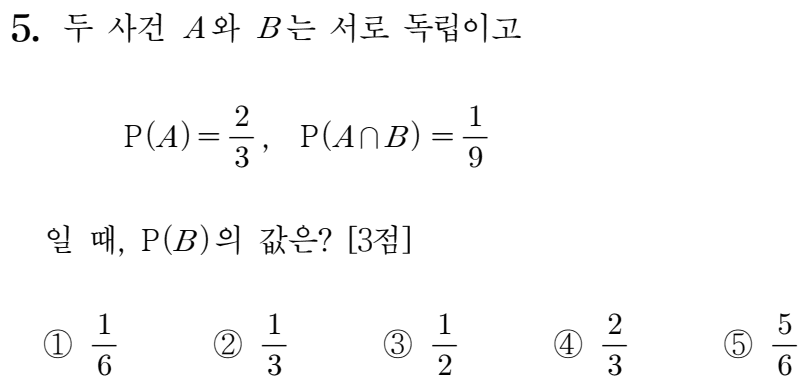 5. 두 사건 A와 B는 서로 독립이고
P(A) = 2/3, P(A∩B) = 1/9
일 때, P(B)의 값은? [3점]
① 1/6 ② 1/3 ③ 1/2 ④ 2/3 ⑤ 5/6